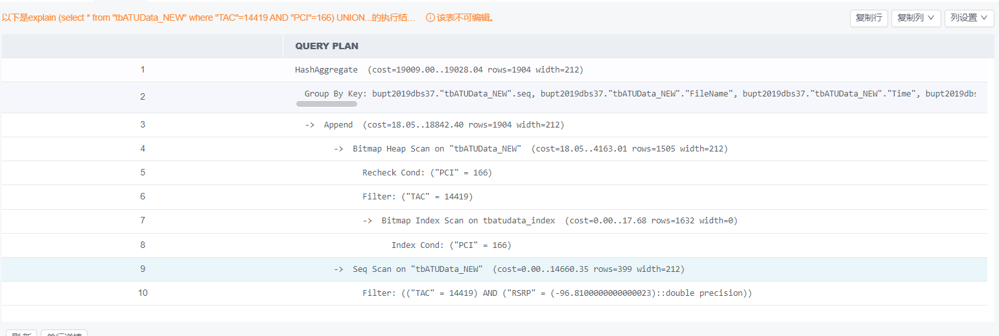 以下是explain (select * from "tbATUData_NEW" where "TAC"=14419 AND "PCI"=166) UNION...的执行结... 该表不可编辑。 复制行 复制列 列设置
QUERY PLAN
1 HashAggregate (cost=19009.00..19028.04 rows=1904 width=212)
2 Group By Key: bupt2019dbs37."tbATUData_NEW".seq, bupt2019dbs37."tbATUData_NEW"."FileName", bupt2019dbs37."tbATUData_NEW"."Time", bupt2019dbs
3 -> Append (cost=18.05..18842.40 rows=1904 width=212)
4 -> Bitmap Heap Scan on "tbATUData_NEW" (cost=18.05..4163.01 rows=1505 width=212)
5 Recheck Cond: ("PCI" = 166)
6 Filter: ("TAC" = 14419)
7 -> Bitmap Index Scan on tbatudata_index (cost=0.00..17.68 rows=1632 width=0)
8 Index Cond: ("PCI" = 166)
9 -> Seq Scan on "tbATUData_NEW" (cost=0.00..14660.35 rows=399 width=212)
10 Filter: (("TAC" = 14419) AND ("RSRP" = (-96.8100000000000023)::double precision))
刷新 单行详情